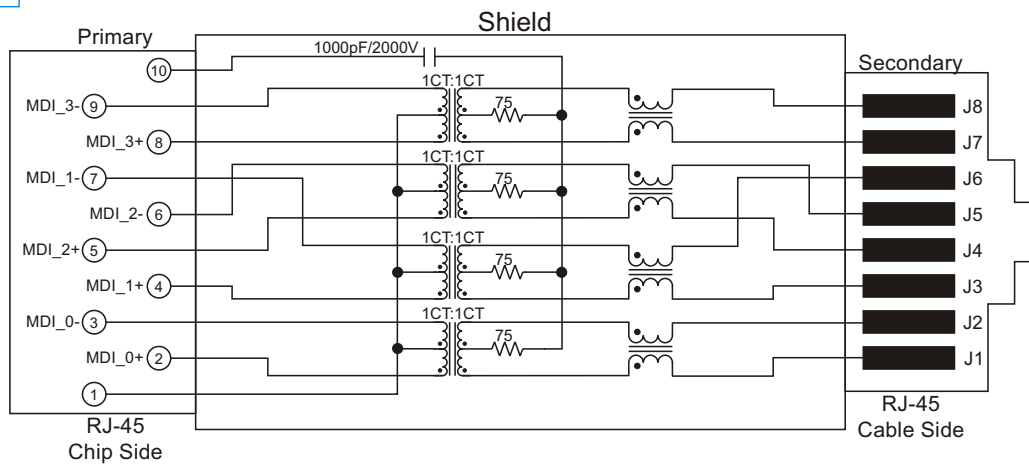 Shield
Primary
1000pF/2000V
Secondary
10
1CT:1CT
MDI_3- 9
75
J8
MDI_3+ 8
J7
1CT:1CT
MDI_1- 7
75
J6
MDI_2- 6
J5
1CT:1CT
MDI_2+ 5
75
J4
MDI_1+ 4
J3
1CT:1CT
MDI_0- 3
75
J2
MDI_0+ 2
J1
1
RJ-45
Chip Side
RJ-45
Cable Side